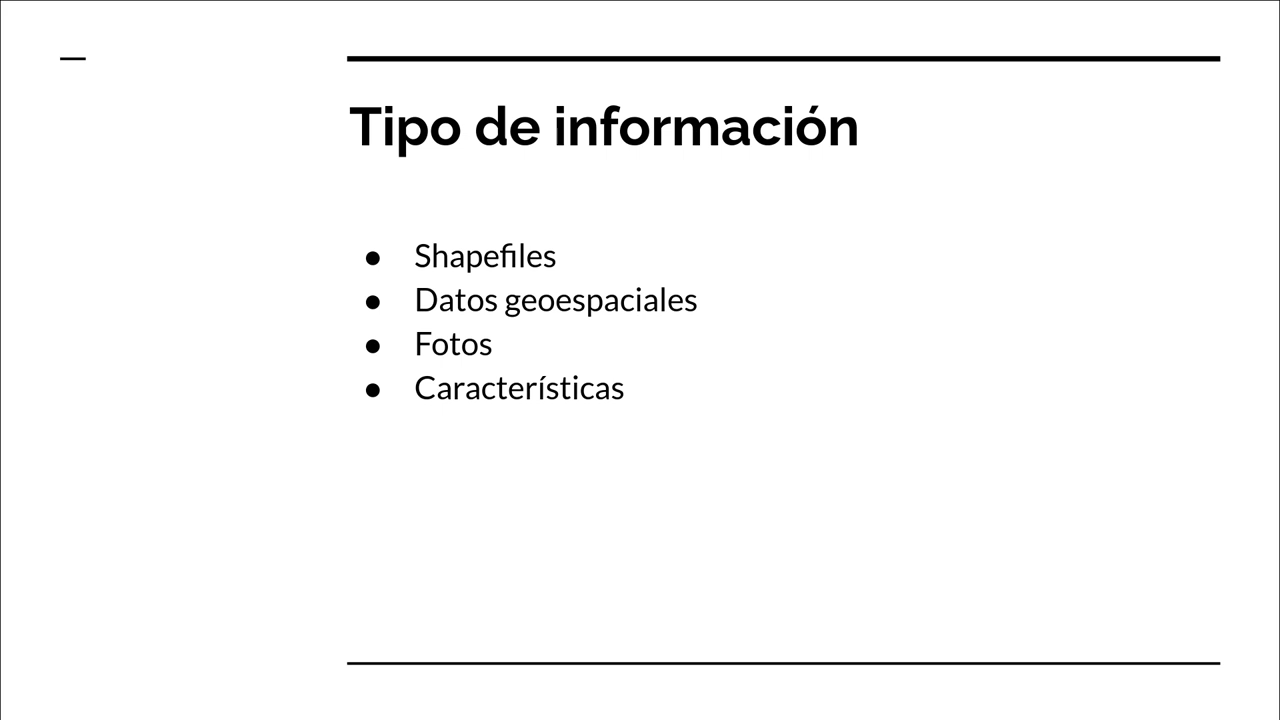 Tipo de información
● Shapefiles
● Datos geoespaciales
● Fotos
● Características